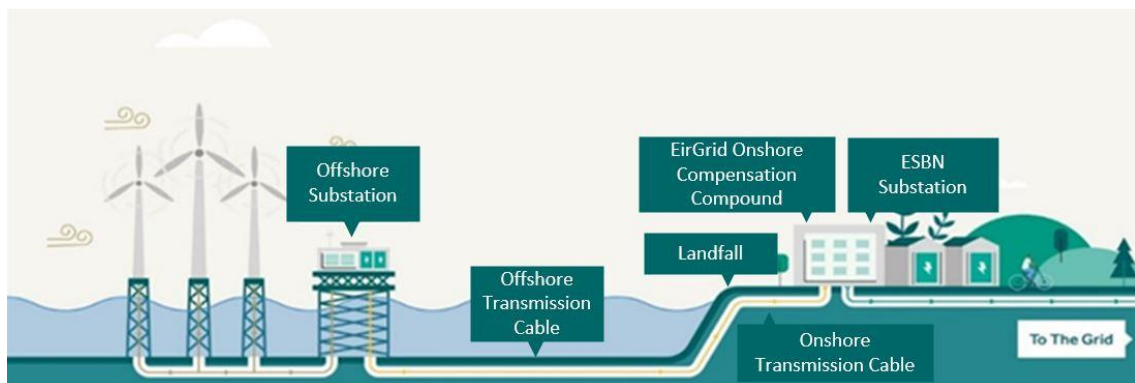 Offshore
Substation
Offshore
Transmission
Cable
Landfall
EirGrid Onshore
Compensation
Compound
ESBN
Substation
Onshore
Transmission Cable
To The Grid